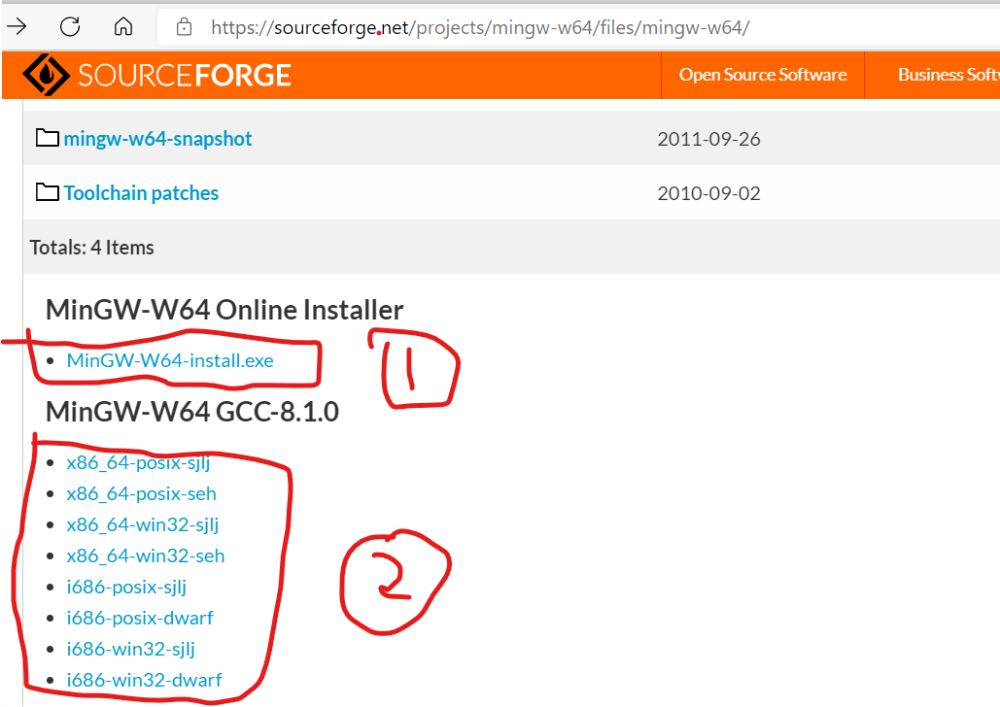 https://sourceforge.net/projects/mingw-w64/files/mingw-w64/
SOURCEFORGE Open Source Software Business Softw
mingw-w64-snapshot 2011-09-26
Toolchain patches 2010-09-02
Totals: 4 Items
MinGW-W64 Online Installer
MinGW-W64-install.exe 1
MinGW-W64 GCC-8.1.0
x86_64-posix-sjlj
x86_64-posix-seh
x86_64-win32-sjlj
x86_64-win32-seh
i686-posix-sjlj 2
i686-posix-dwarf
i686-win32-sjlj
i686-win32-dwarf